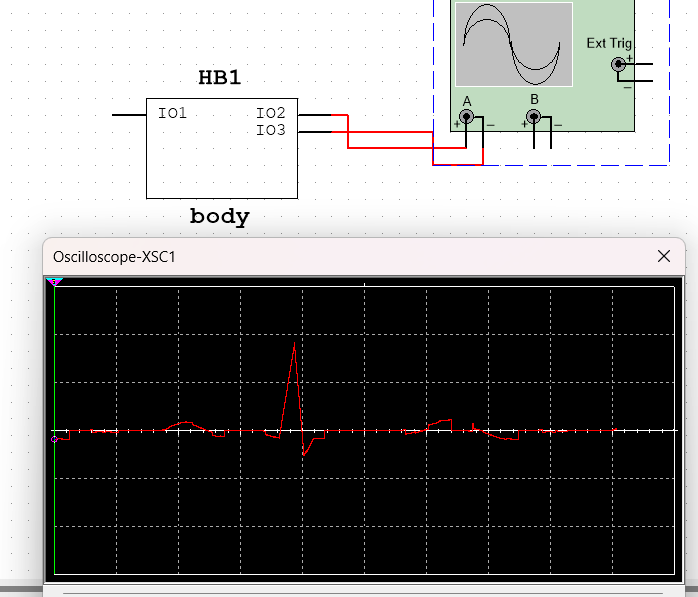 Ext Trig
+
HB1
A
B
IO1
IO2
+
−
+
−
−
IO3
body
Oscilloscope-XSC1